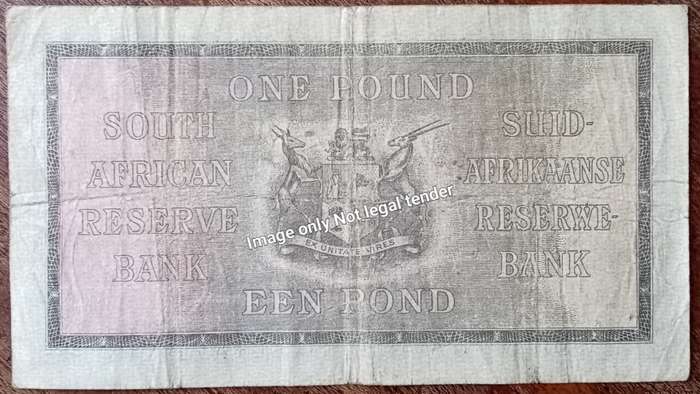 ONE POUND
SOUTH
AFRICAN
RESERVE
BANK
SUID-
AFRIKAANSE
RESERWE-
BANK
EX UNITATE VIRES
EEN POND
Image only Not legal tender